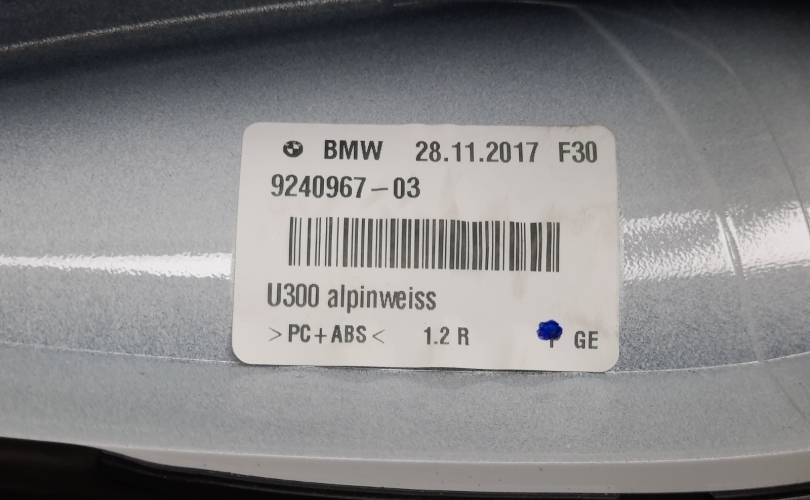 BMW 28.11.2017 F30
9240967-03
U300 alpinweiss
>PC+ABS< 1.2 R GE